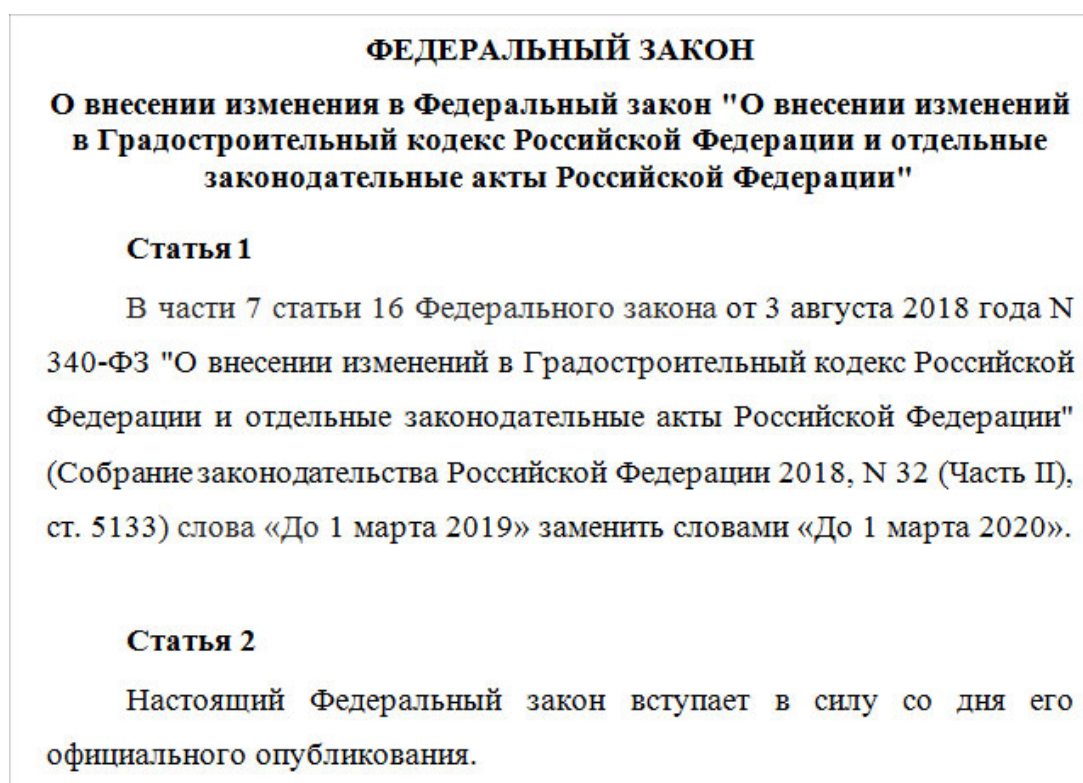 ФЕДЕРАЛЬНЫЙ ЗАКОН
О внесении изменения в Федеральный закон "О внесении изменений
в Градостроительный кодекс Российской Федерации и отдельные
законодательные акты Российской Федерации"
Статья 1
В части 7 статьи 16 Федерального закона от 3 августа 2018 года N
340-ФЗ "О внесении изменений в Градостроительный кодекс Российской
Федерации и отдельные законодательные акты Российской Федерации"
(Собрание законодательства Российской Федерации 2018, N 32 (Часть II),
ст. 5133) слова «До 1 марта 2019» заменить словами «До 1 марта 2020».
Статья 2
Настоящий Федеральный закон вступает в силу со дня его
официального опубликования.